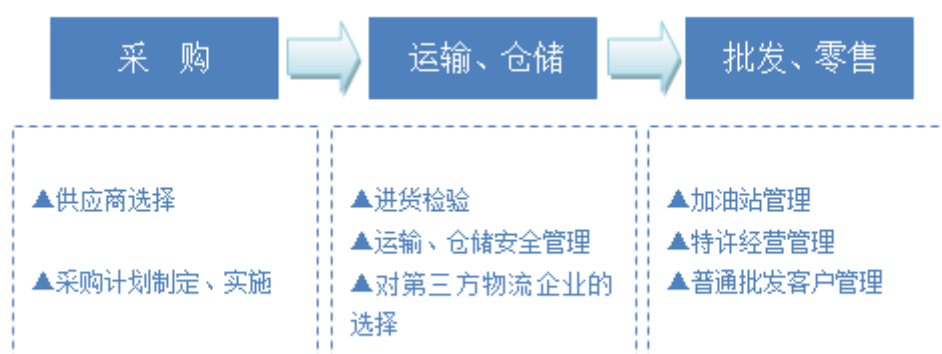 采 购
运输、仓储
批发、零售
▲供应商选择
▲采购计划制定、实施
▲进货检验
▲运输、仓储安全管理
▲对第三方物流企业的
选择
▲加油站管理
▲特许经营管理
▲普通批发客户管理